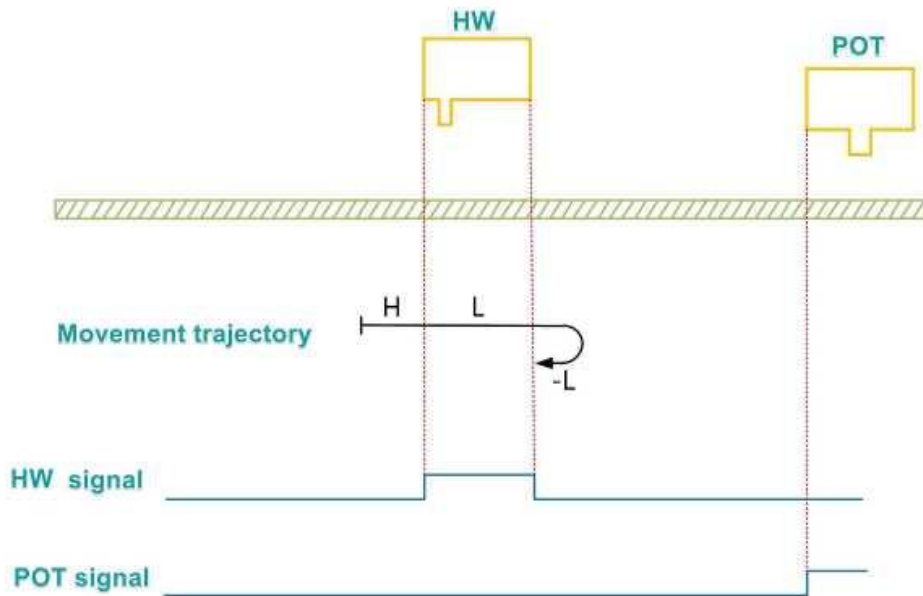 HW
POT
H
L
Movement trajectory
-L
HW signal
POT signal